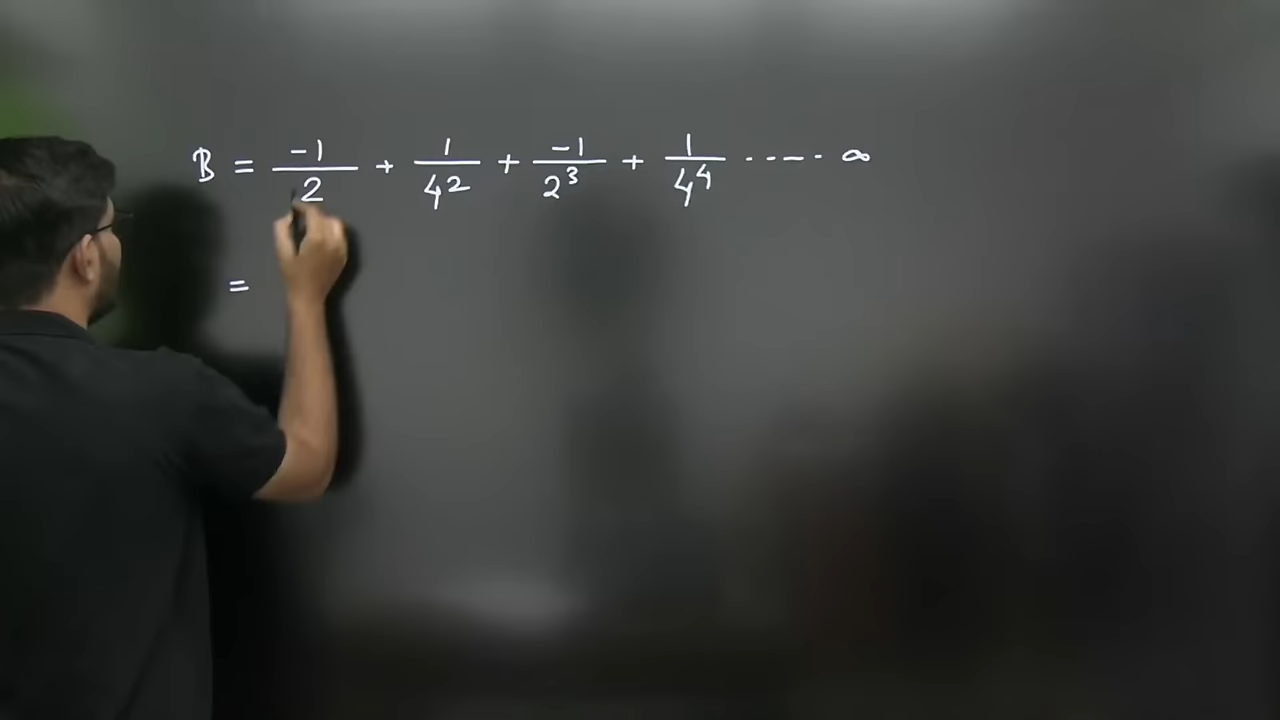 B = -1/2 + 1/4² + -1/2³ + 1/4⁴ ----- ∞
=